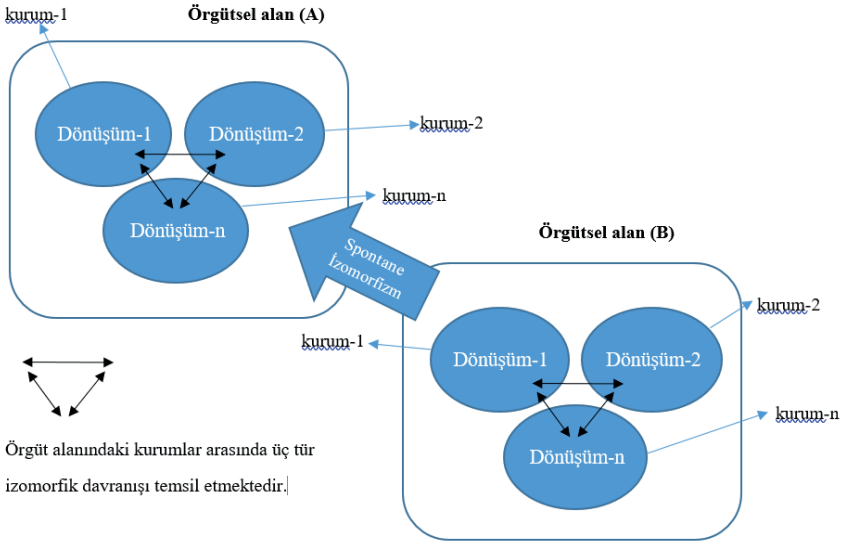 kurum-1
Örgütsel alan (A)
Dönüşüm-1
Dönüşüm-2
kurum-2
Dönüşüm-n
kurum-n
Spontane
İzomorfizm
Örgütsel alan (B)
kurum-2
kurum-1
Dönüşüm-1
Dönüşüm-2
kurum-n
Dönüşüm-n
Örgüt alanındaki kurumlar arasında üç tür
izomorfik davranışı temsil etmektedir.